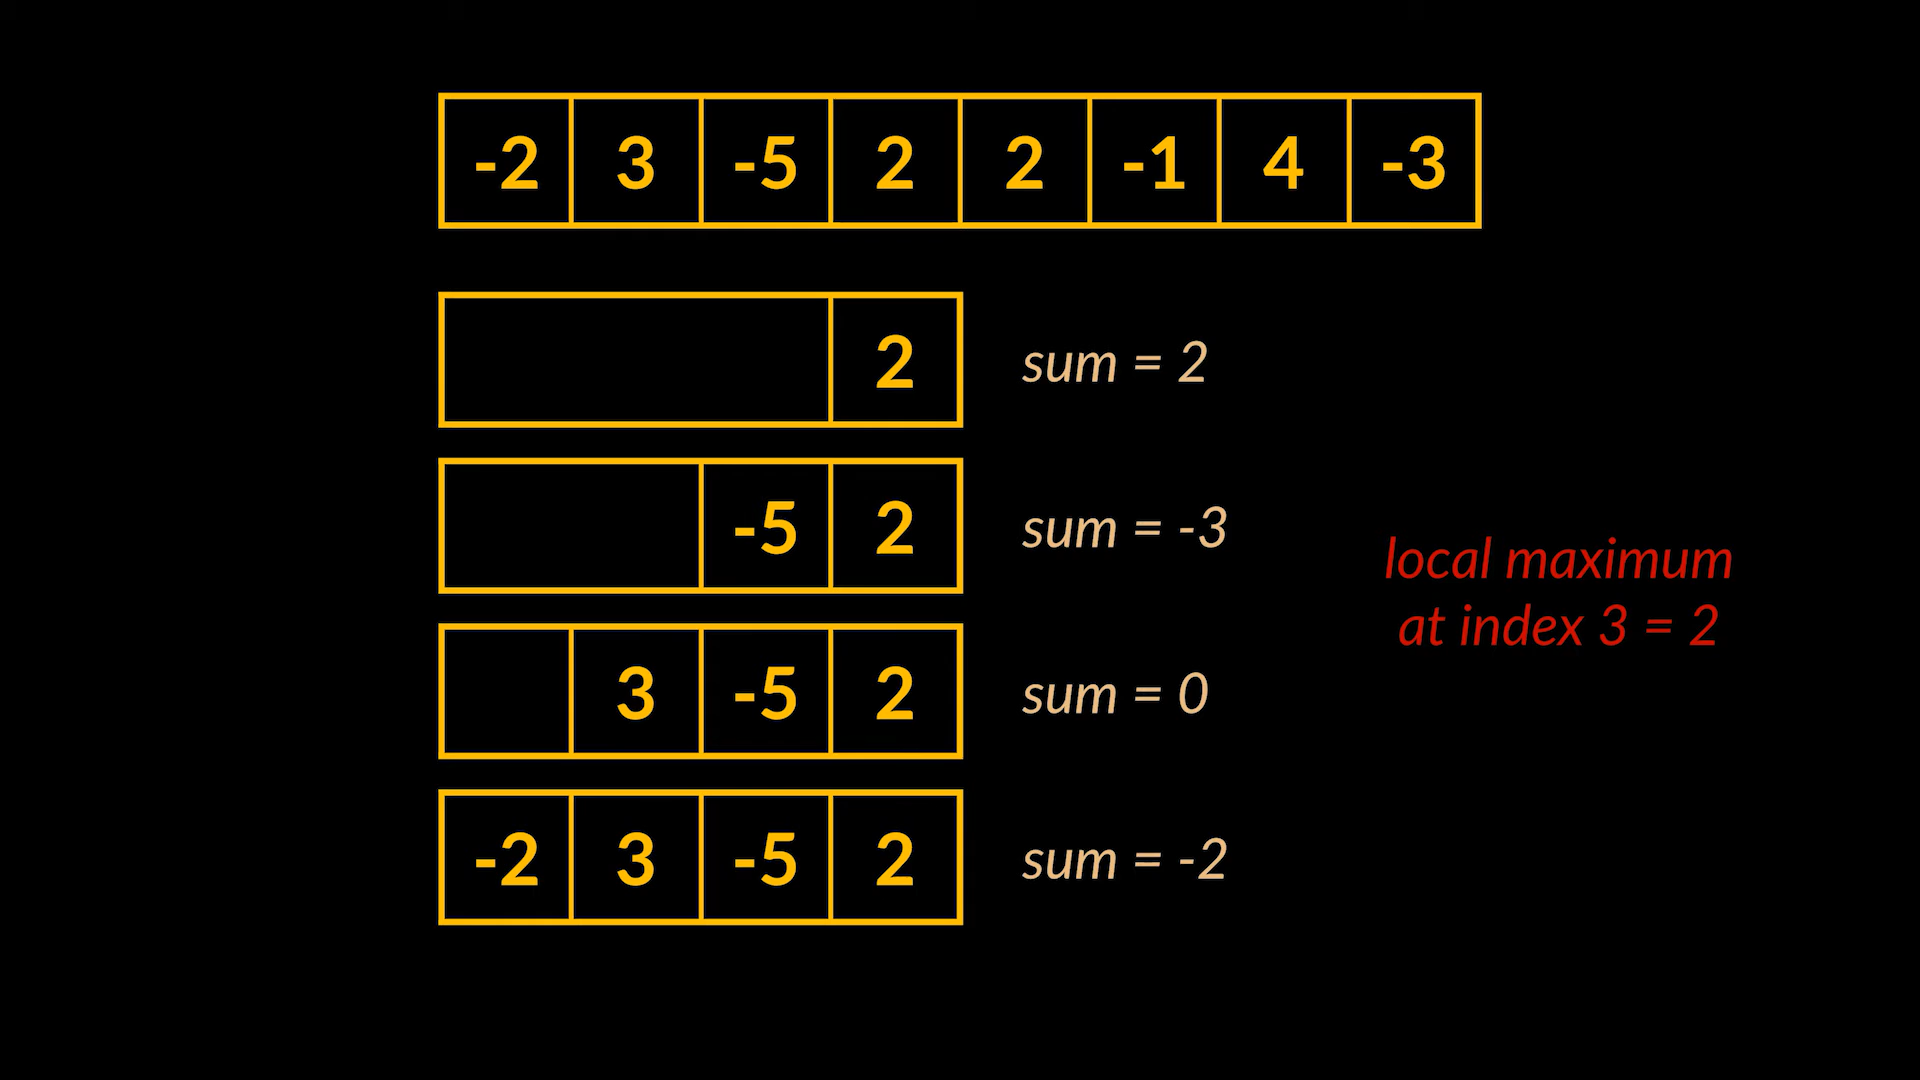 -2 3 -5 2 2 -1 4 -3
2 sum = 2
-5 2 sum = -3
3 -5 2 sum = 0
-2 3 -5 2 sum = -2
local maximum
at index 3 = 2